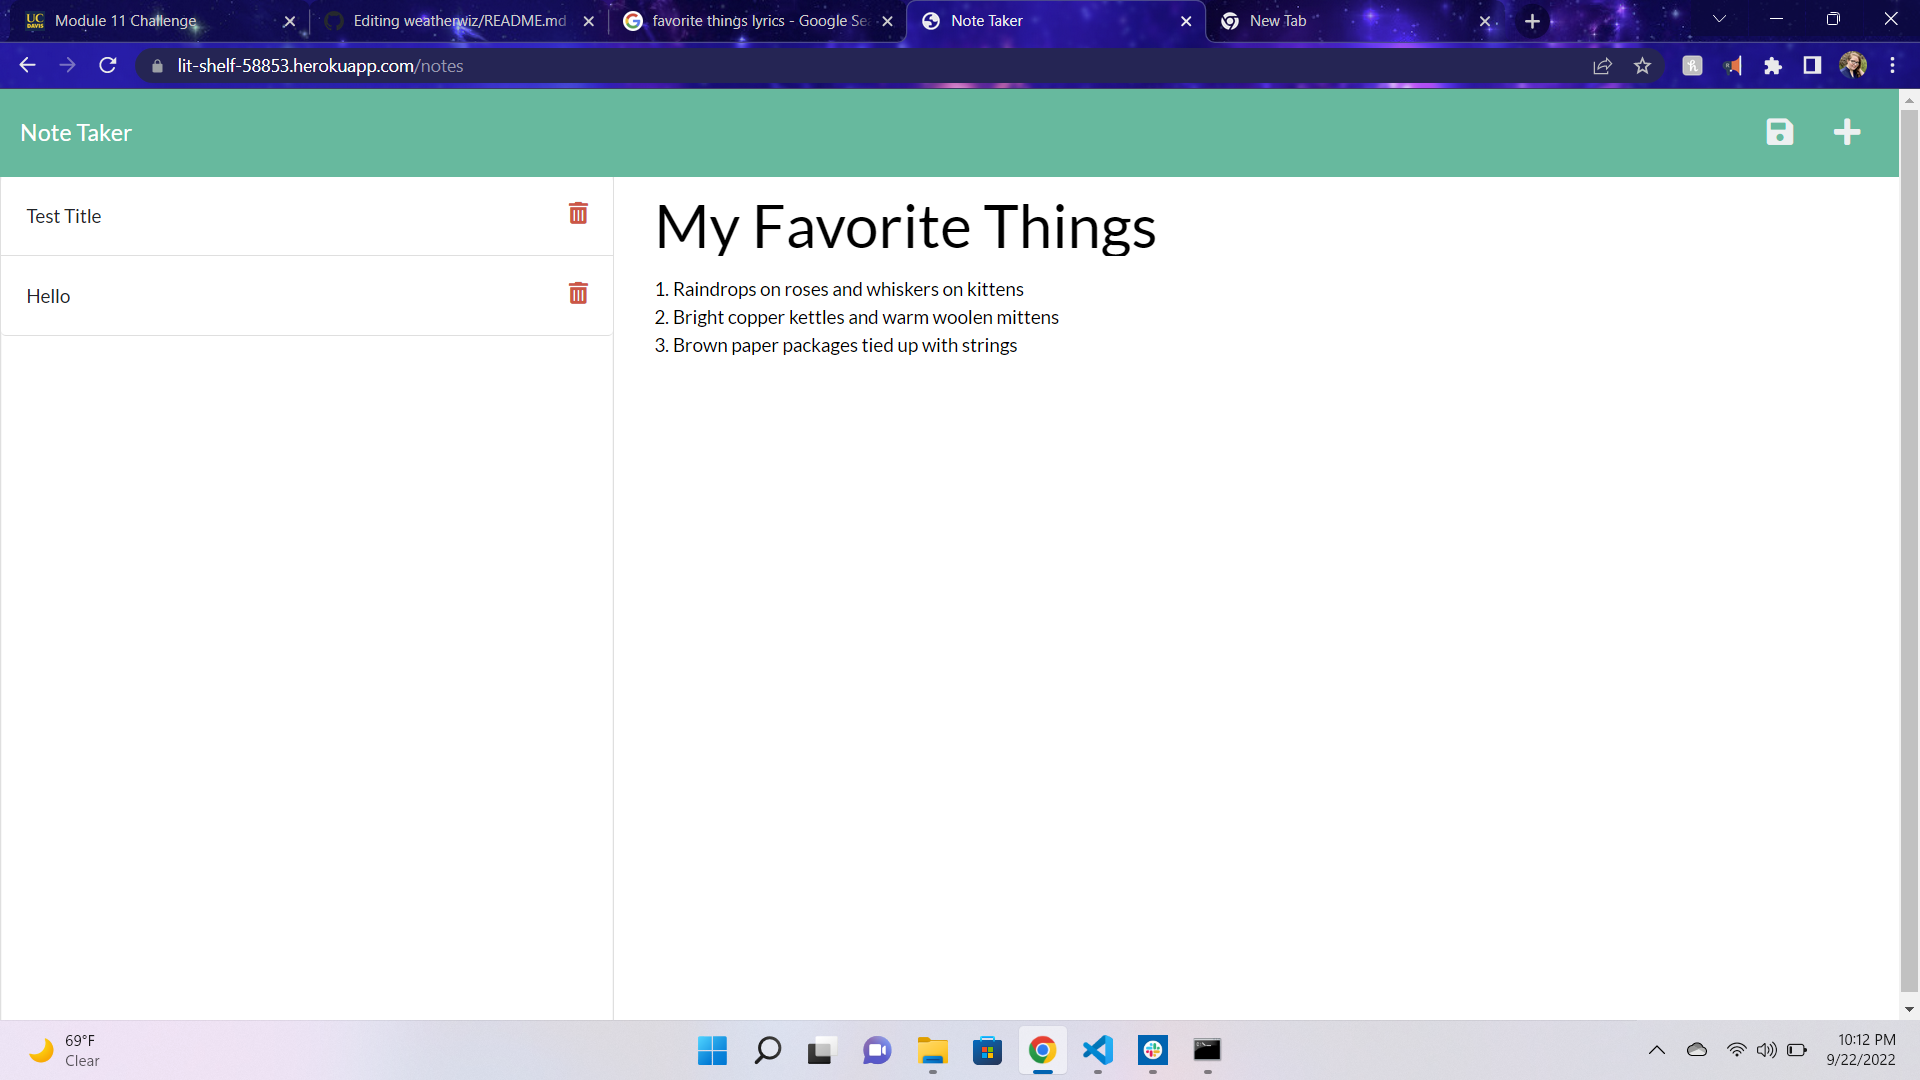 UC DAVIS Module 11 Challenge
Editing weatherwiz/README.md
favorite things lyrics - Google Sea
Note Taker
New Tab
lit-shelf-58853.herokuapp.com/notes
Note Taker
Test Title
Hello
My Favorite Things
1. Raindrops on roses and whiskers on kittens
2. Bright copper kettles and warm woolen mittens
3. Brown paper packages tied up with strings
69°F
Clear
10:12 PM
9/22/2022